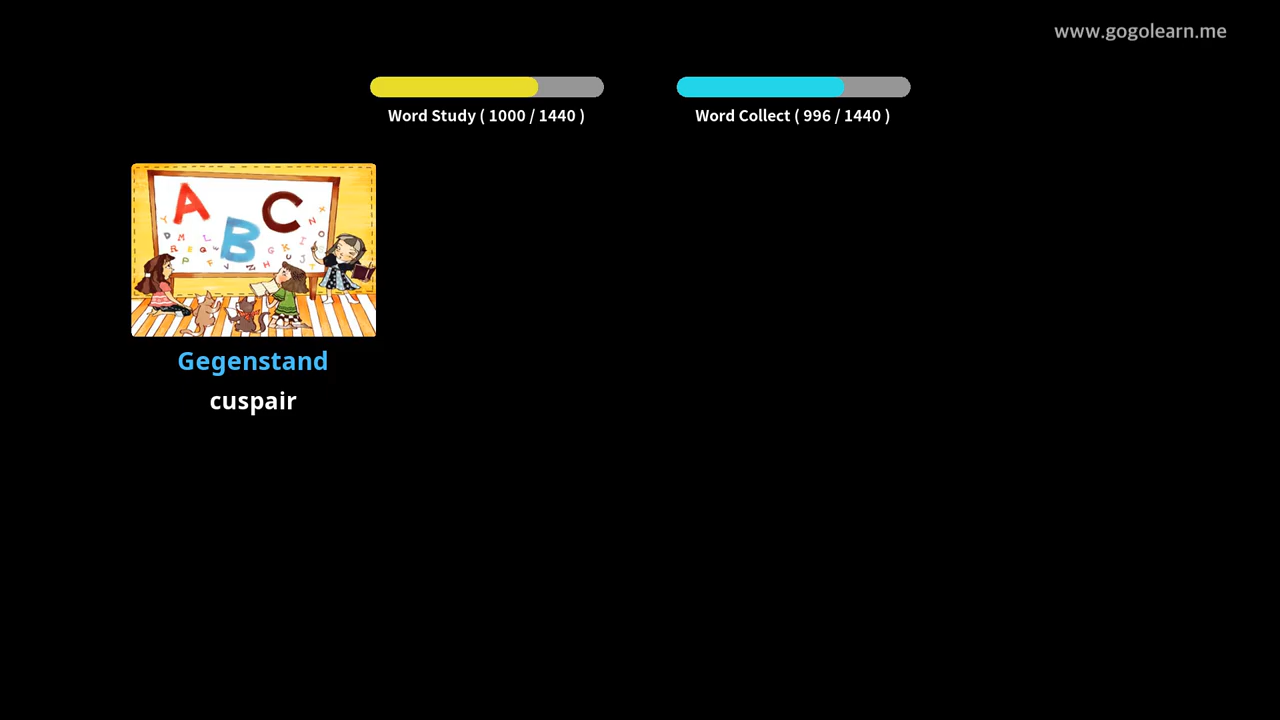 www.gogolearn.me
Word Study ( 1000 / 1440 )
Word Collect ( 996 / 1440 )
A
B
C
Gegenstand
cuspair